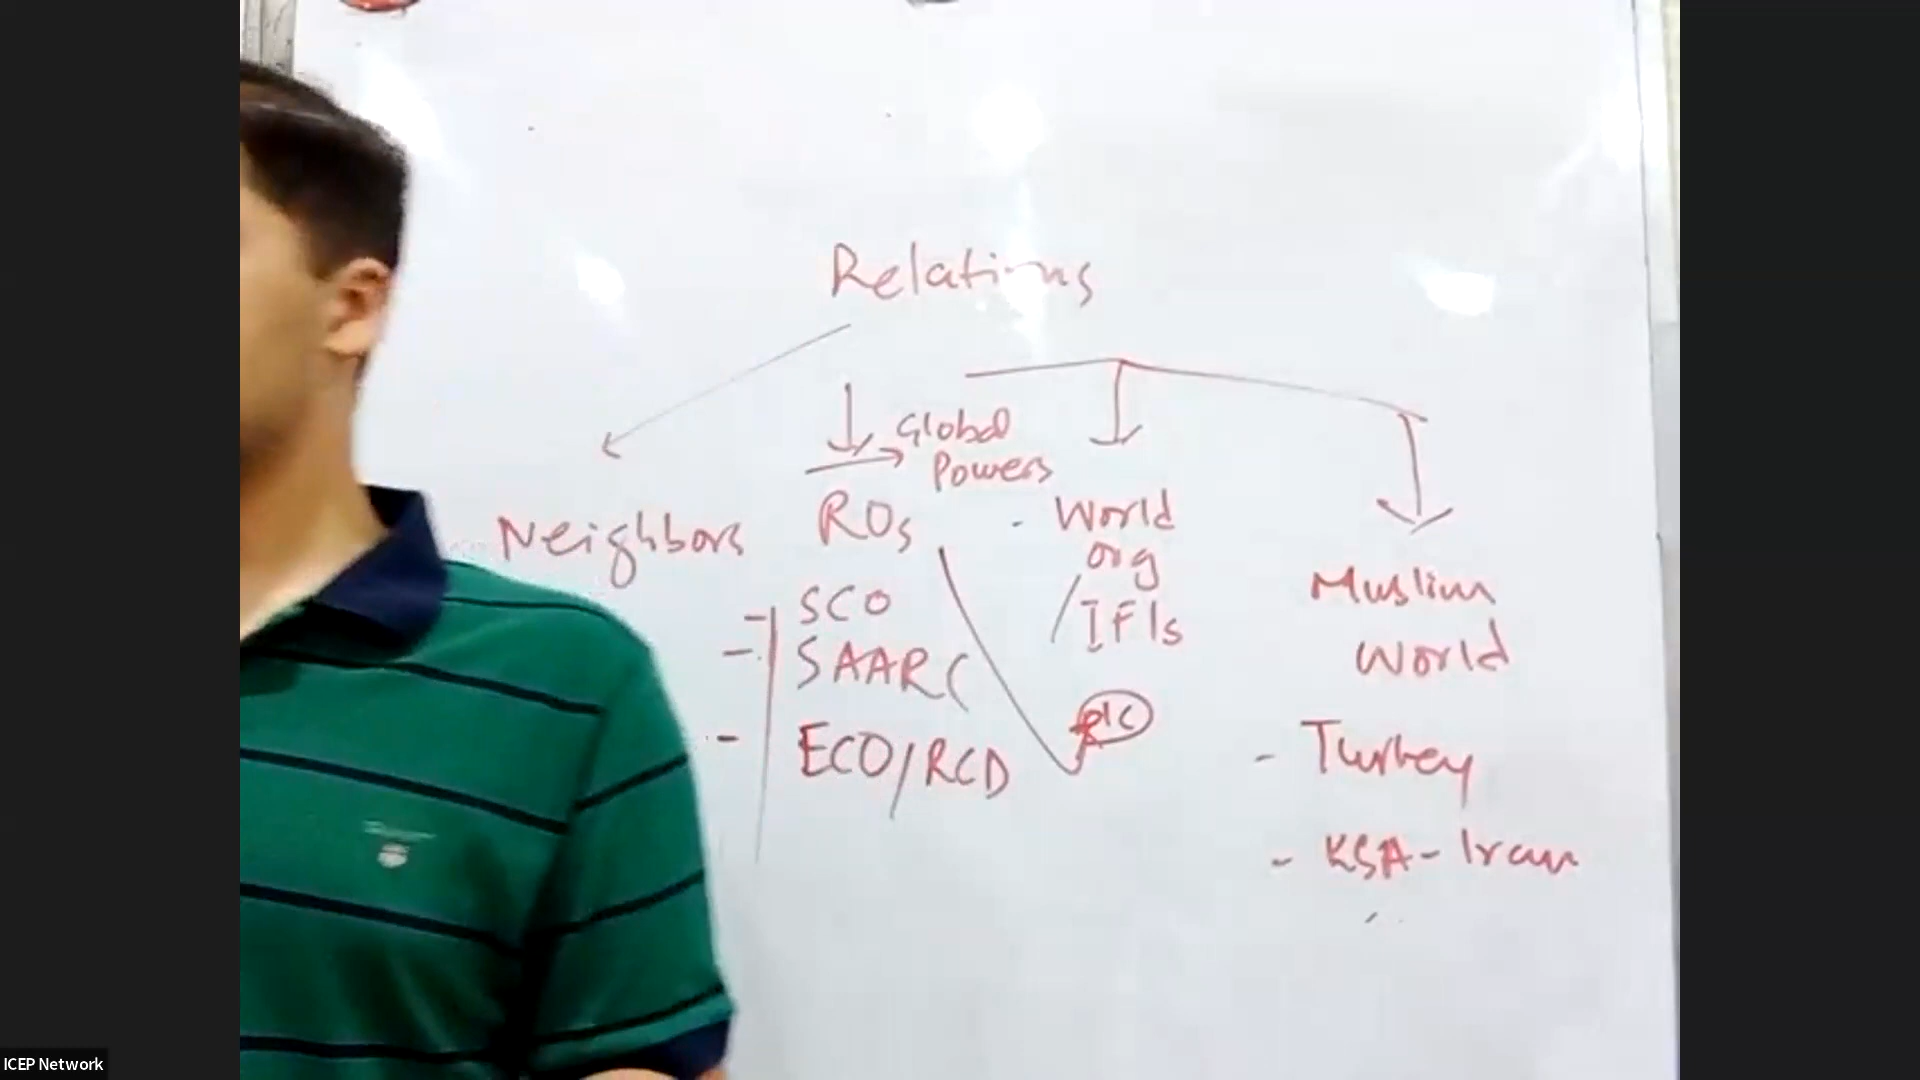 Relations
Global
Powers
Neighbors
ROs
World
org
IFIs
SCO
SAARC
ECO/RCD
Muslim
World
- Turkey
- KSA-Iran
ICEP Network